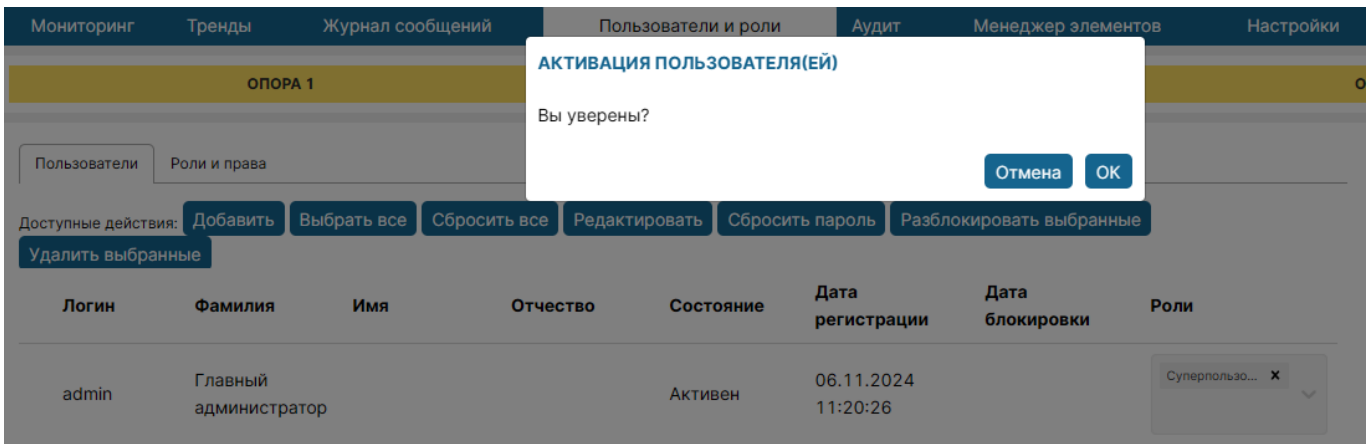 Мониторинг Тренды Журнал сообщений Пользователи и роли Аудит Менеджер элементов Настройки
АКТИВАЦИЯ ПОЛЬЗОВАТЕЛЯ(ЕЙ)
ОПОРА 1 О
Вы уверены?
Пользователи Роли и права
Отмена ОК
Доступные действия: Добавить Выбрать все Сбросить все Редактировать Сбросить пароль Разблокировать выбранные
Удалить выбранные
Логин Фамилия Имя Отчество Состояние Дата регистрации Дата блокировки Роли
admin Главный администратор Активен 06.11.2024 11:20:26 Суперпользо... x